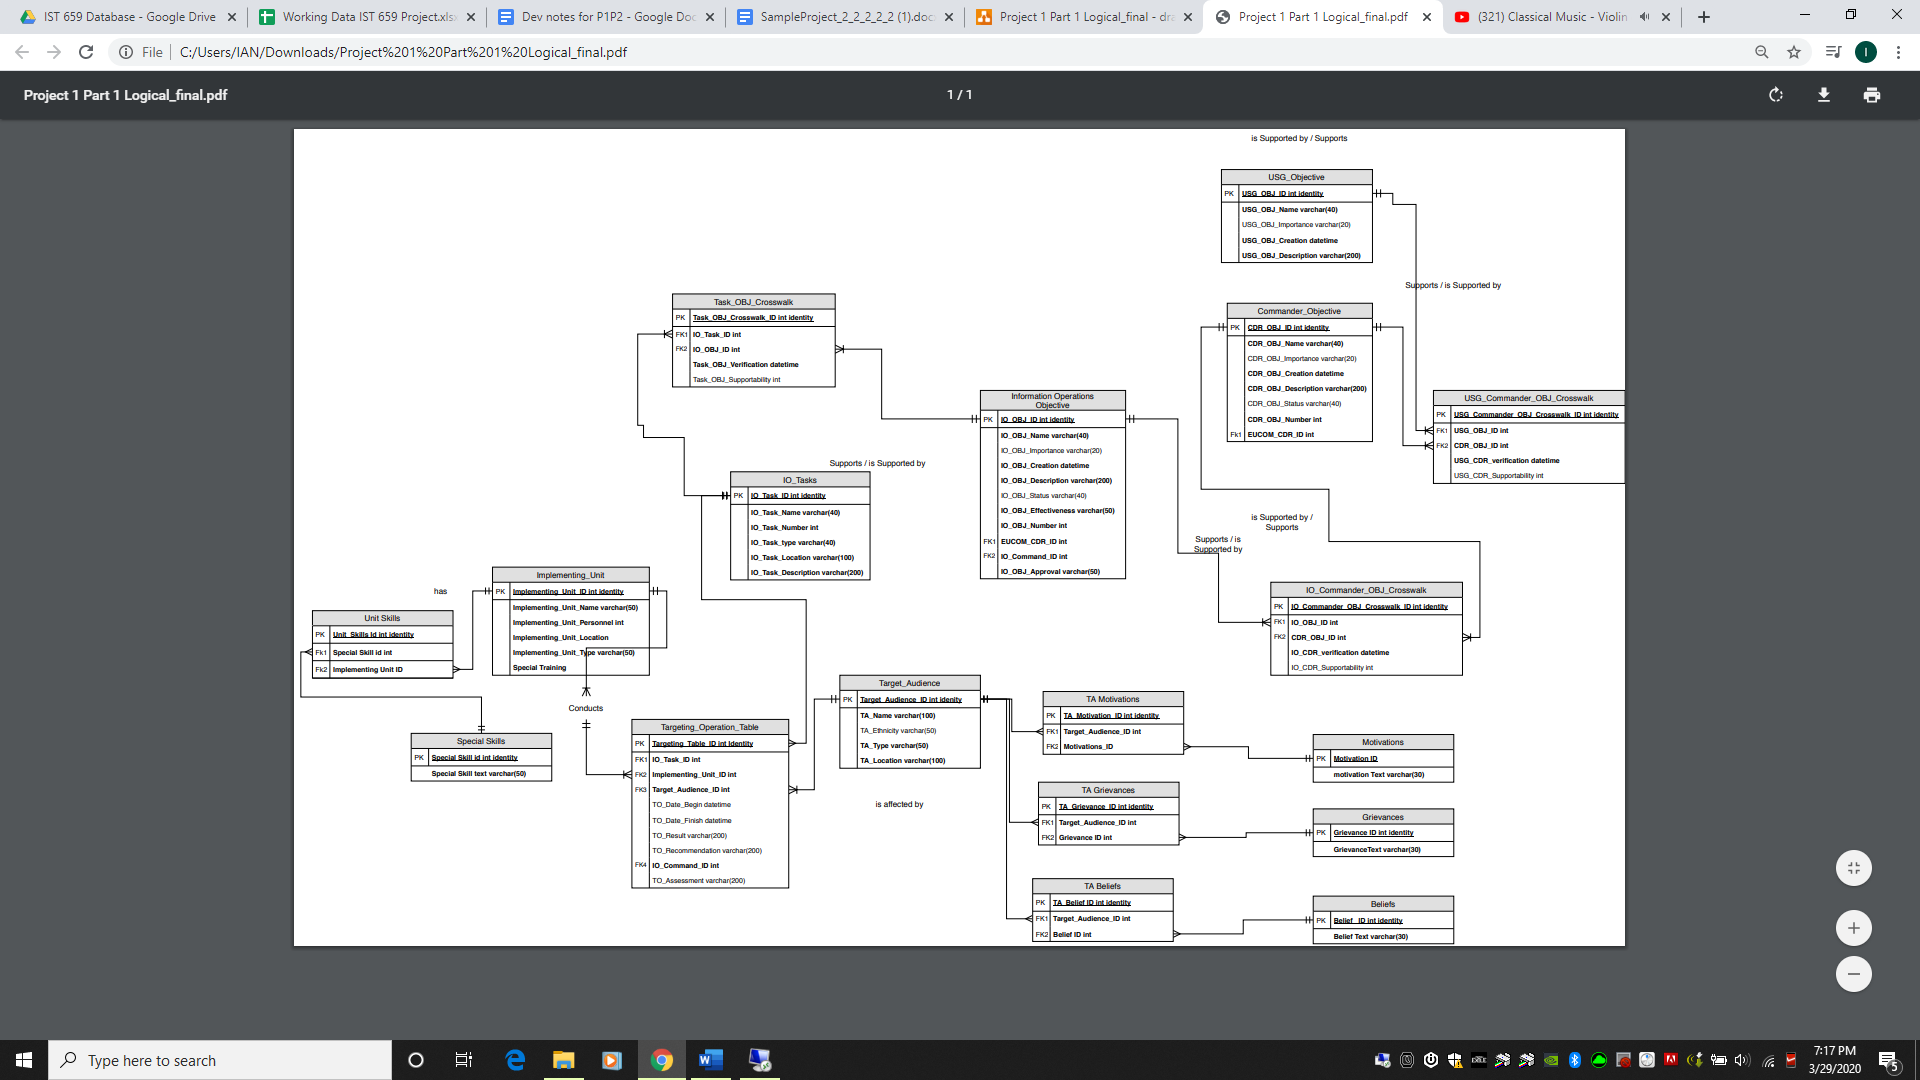 IST 659 Database - Google Drive
Working Data IST 659 Project.xls
Dev notes for P1P2 - Google Doc
SampleProject_2_2_2_2_2 (1).doc
Project 1 Part 1 Logical_final - dra
Project 1 Part 1 Logical_final.pdf
(321) Classical Music - Violin
File | C:/Users/IAN/Downloads/Project%201%20Part%201%20Logical_final.pdf
I
Project 1 Part 1 Logical_final.pdf
1 / 1
is Supported by / Supports
USG_Objective
PK USG_OBJ_ID int identity
USG_OBJ_Name varchar(40)
USG_OBJ_Importance varchar(20)
USG_OBJ_Creation datetime
USG_OBJ_Description varchar(200)
Supports / is Supported by
Task_OBJ_Crosswalk
PK Task_OBJ_Crosswalk_ID int identity
FK1 IO_Task_ID int
FK2 IO_OBJ_ID int
Task_OBJ_Verification datetime
Task_OBJ_Supportability int
Commander_Objective
PK CDR_OBJ_ID int identity
CDR_OBJ_Name varchar(40)
CDR_OBJ_Importance varchar(20)
CDR_OBJ_Creation datetime
CDR_OBJ_Description varchar(200)
CDR_OBJ_Status varchar(40)
CDR_OBJ_Number int
Fk1 EUCOM_CDR_ID int
USG_Commander_OBJ_Crosswalk
PK USG_Commander_OBJ_Crosswalk_ID int identity
FK1 USG_OBJ_ID int
FK2 CDR_OBJ_ID int
USG_CDR_verification datetime
USG_CDR_Supportability int
Information Operations
Objective
PK IO_OBJ_ID int identity
IO_OBJ_Name varchar(40)
IO_OBJ_Importance varchar(20)
IO_OBJ_Creation datetime
IO_OBJ_Description varchar(200)
IO_OBJ_Status varchar(40)
IO_OBJ_Effectiveness varchar(50)
IO_OBJ_Number int
FK1 EUCOM_CDR_ID int
FK2 IO_Command_ID int
IO_OBJ_Approval varchar(50)
Supports / is Supported by
IO_Tasks
PK IO_Task_ID int identity
IO_Task_Name varchar(40)
IO_Task_Number int
IO_Task_type varchar(40)
IO_Task_Location varchar(100)
IO_Task_Description varchar(200)
is Supported by /
Supports
Supports / is
Supported by
IO_Commander_OBJ_Crosswalk
PK IO_Commander_OBJ_Crosswalk_ID int identity
FK1 IO_OBJ_ID int
FK2 CDR_OBJ_ID int
IO_CDR_verification datetime
IO_CDR_Supportability int
has
Implementing_Unit
PK Implementing_Unit_ID int identity
Implementing_Unit_Name varchar(50)
Implementing_Unit_Personnel int
Implementing_Unit_Location
Implementing_Unit_Type varchar(50)
Special Training
Unit Skills
PK Unit_Skills Id int identity
Fk1 Special Skill id int
Fk2 Implementing Unit ID
Conducts
Special Skills
PK Special Skill id int identity
Special Skill text varchar(50)
Targeting_Operation_Table
PK Targeting_Table_ID int Identity
FK1 IO_Task_ID int
FK2 Implementing_Unit_ID int
FK3 Target_Audience_ID int
TO_Date_Begin datetime
TO_Date_Finish datetime
TO_Result varchar(200)
TO_Recommendation varchar(200)
FK4 IO_Command_ID int
TO_Assessment varchar(200)
Target_Audience
PK Target_Audience_ID int idenity
TA_Name varchar(100)
TA_Ethnicity varchar(50)
TA_Type varchar(50)
TA_Location varchar(100)
is affected by
TA Motivations
PK TA_Motivation_ID int identity
FK1 Target_Audience_ID int
FK2 Motivations_ID
Motivations
PK Motivation ID
motivation Text varchar(30)
TA Grievances
PK TA_Grievance_ID int identity
FK1 Target_Audience_ID int
FK2 Grievance ID int
Grievances
PK Grievance ID int identity
GrievanceText varchar(30)
TA Beliefs
PK TA_Belief ID int identity
FK1 Target_Audience_ID int
FK2 Belief ID int
Beliefs
PK Belief_ ID int identity
Belief Text varchar(30)
Type here to search
7:17 PM
3/29/2020
5